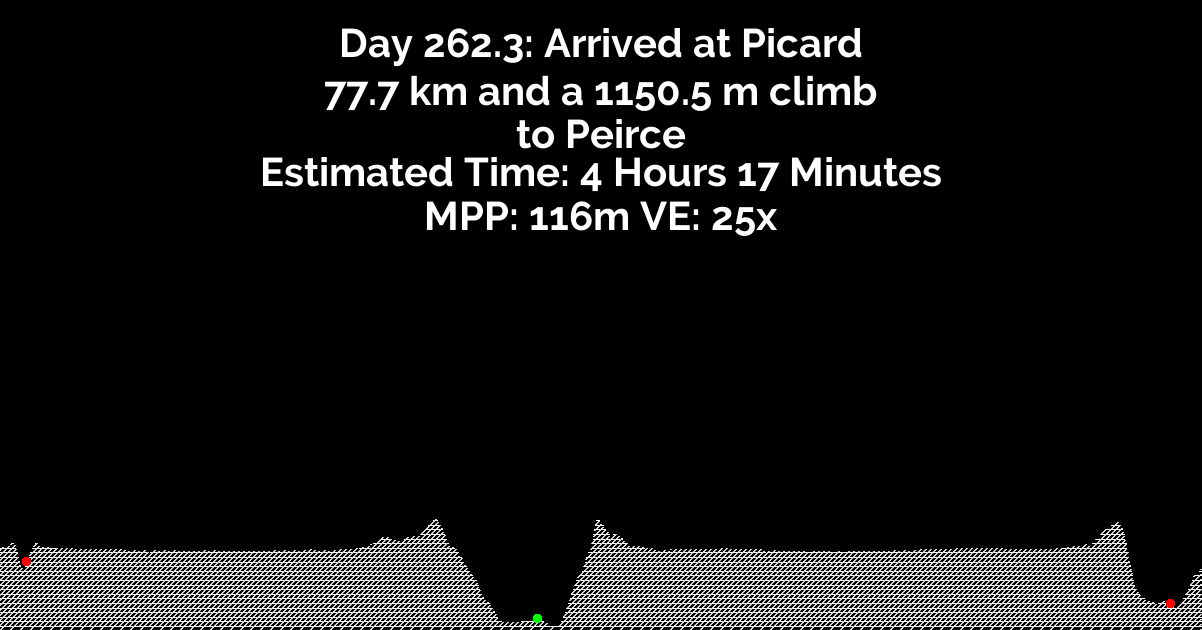 Day 262.3: Arrived at Picard
77.7 km and a 1150.5 m climb
to Peirce
Estimated Time: 4 Hours 17 Minutes
MPP: 116m VE: 25x